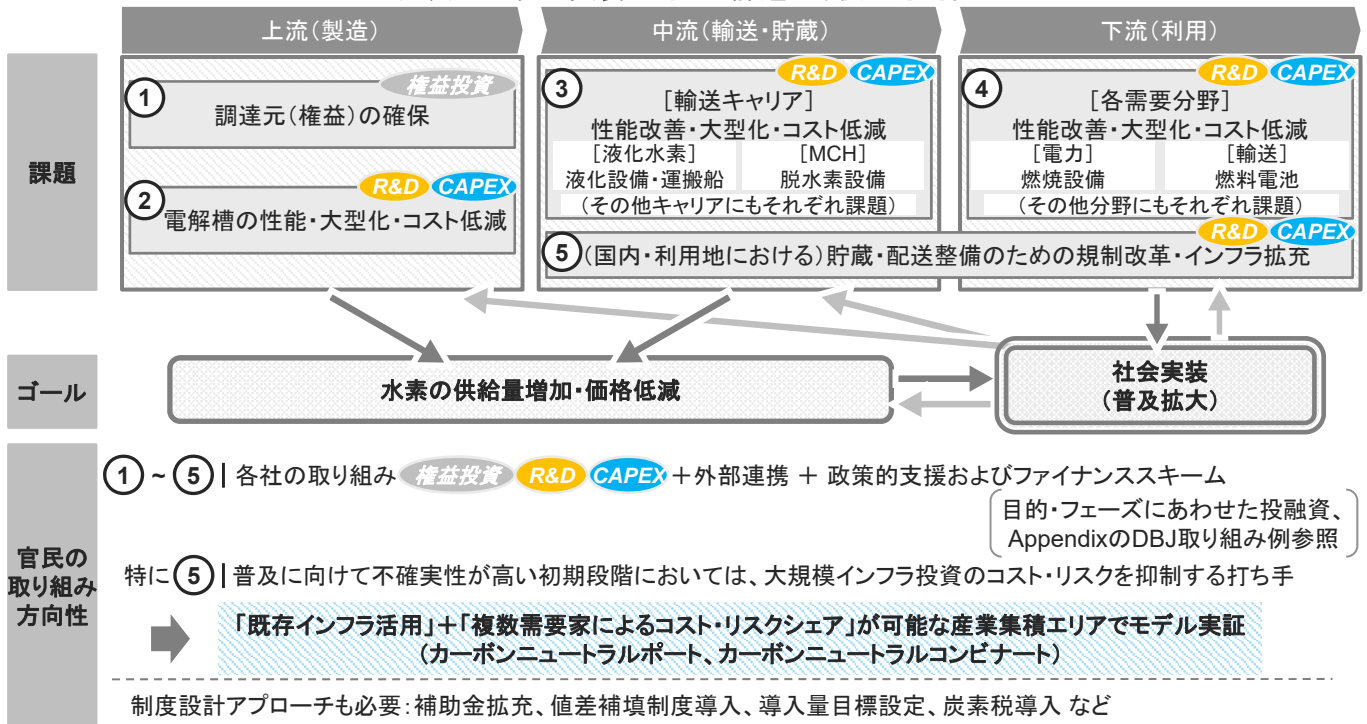 上流（製造）
中流（輸送・貯蔵）
下流（利用）
課題
① 権益投資
調達元（権益）の確保
② R&D CAPEX
電解槽の性能・大型化・コスト低減
③ R&D CAPEX
［輸送キャリア］
性能改善・大型化・コスト低減
［液化水素］ ［MCH］
液化設備・運搬船 脱水素設備
（その他キャリアにもそれぞれ課題）
④ R&D CAPEX
［各需要分野］
性能改善・大型化・コスト低減
［電力］ ［輸送］
燃焼設備 燃料電池
（その他分野にもそれぞれ課題）
R&D CAPEX
⑤（国内・利用地における）貯蔵・配送整備のための規制改革・インフラ拡充
ゴール
水素の供給量増加・価格低減
社会実装
（普及拡大）
官民の
取り組み
方向性
①～⑤｜各社の取り組み 権益投資 R&D CAPEX＋外部連携 ＋ 政策的支援およびファイナンススキーム
目的・フェーズにあわせた投融資、
AppendixのDBJ取り組み例参照
特に⑤｜普及に向けて不確実性が高い初期段階においては、大規模インフラ投資のコスト・リスクを抑制する打ち手
「既存インフラ活用」＋「複数需要家によるコスト・リスクシェア」が可能な産業集積エリアでモデル実証
（カーボンニュートラルポート、カーボンニュートラルコンビナート）
制度設計アプローチも必要：補助金拡充、値差補填制度導入、導入量目標設定、炭素税導入 など